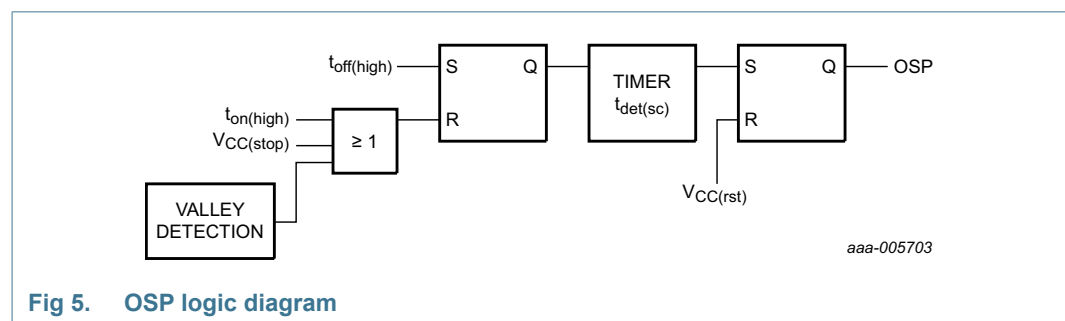 toff(high)
S
Q
R
ton(high)
VCC(stop)
≥ 1
VALLEY
DETECTION
TIMER
tdet(sc)
S
Q
R
OSP
VCC(rst)
aaa-005703
Fig 5. OSP logic diagram